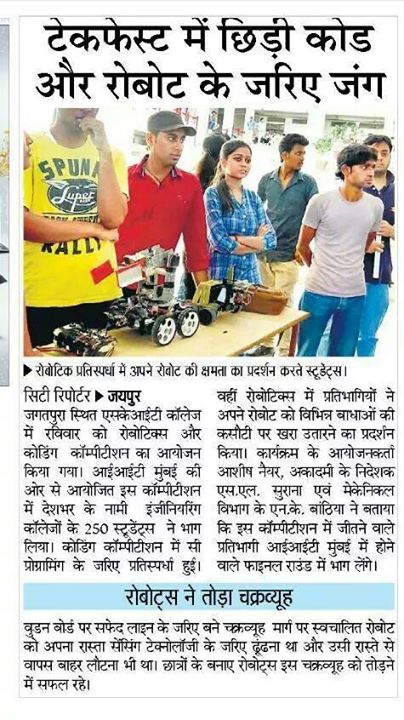 टेकफेस्ट में छिड़ी कोड
और रोबोट के जरिए जंग
SPUN
Super
RALLY
▶ रोबोटिक प्रतिस्पर्धा में अपने रोबोट की क्षमता का प्रदर्शन करते स्टूडेंट्स।
सिटी रिपोर्टर ▶ जयपुर
जगतपुरा स्थित एसकेआईटी कॉलेज
में रविवार को रोबोटिक्स और
कोडिंग कॉम्पीटीशन का आयोजन
किया गया। आईआईटी मुंबई की
ओर से आयोजित इस कॉम्पीटीशन
में देशभर के नामी इंजीनियरिंग
कॉलेजों के 250 स्टूडेंट्स ने भाग
लिया। कोडिंग कॉम्पीटीशन में सी
प्रोग्रामिंग के जरिए प्रतिस्पर्धा हुई।
वहीं रोबोटिक्स में प्रतिभागियों ने
अपने रोबोट को विभिन्न बाधाओं की
कसौटी पर खरा उतारने का प्रदर्शन
किया। कार्यक्रम के आयोजनकर्ता
आशीष नैयर, अकादमी के निदेशक
एस.एल. सुराना एवं मेकेनिकल
विभाग के एन.के. बांठिया ने बताया
कि इस कॉम्पीटीशन में जीतने वाले
प्रतिभागी आईआईटी मुंबई में होने
वाले फाइनल राउंड में भाग लेंगे।
रोबोट्स ने तोड़ा चक्रव्यूह
वुडन बोर्ड पर सफेद लाइन के जरिए बने चक्रव्यूह मार्ग पर स्वचालित रोबोट
को अपना रास्ता सेंसिंग टेक्नोलॉजी के जरिए ढूंढना था और उसी रास्ते से
वापस बाहर लौटना भी था। छात्रों के बनाए रोबोट्स इस चक्रव्यूह को तोड़ने
में सफल रहे।